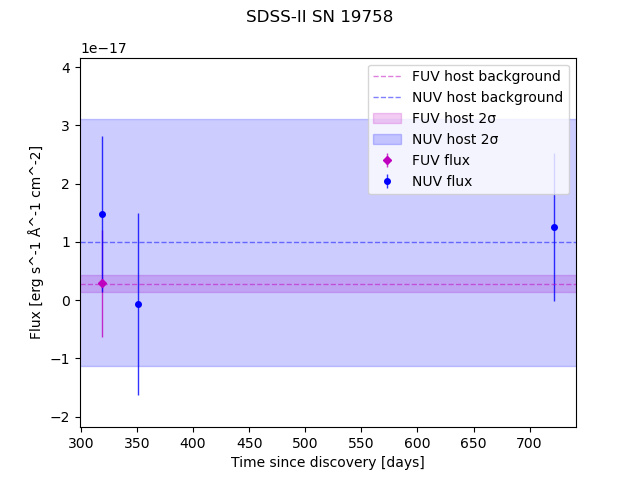 SDSS-II SN 19758
1e−17
4
3
2
1
0
−1
−2
Flux [erg s^-1 Å^-1 cm^-2]
FUV host background
NUV host background
FUV host 2σ
NUV host 2σ
FUV flux
NUV flux
300 350 400 450 500 550 600 650 700
Time since discovery [days]